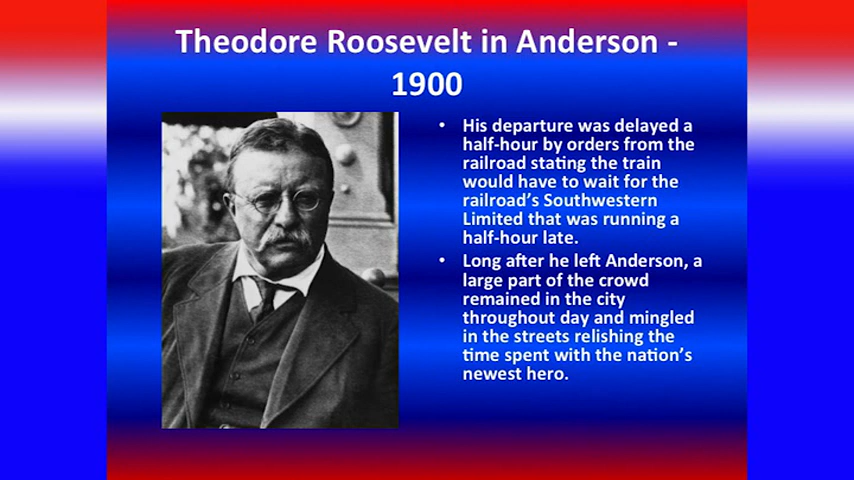 Theodore Roosevelt in Anderson -
1900
• His departure was delayed a
half-hour by orders from the
railroad stating the train
would have to wait for the
railroad’s Southwestern
Limited that was running a
half-hour late.
• Long after he left Anderson, a
large part of the crowd
remained in the city
throughout day and mingled
in the streets relishing the
time spent with the nation’s
newest hero.